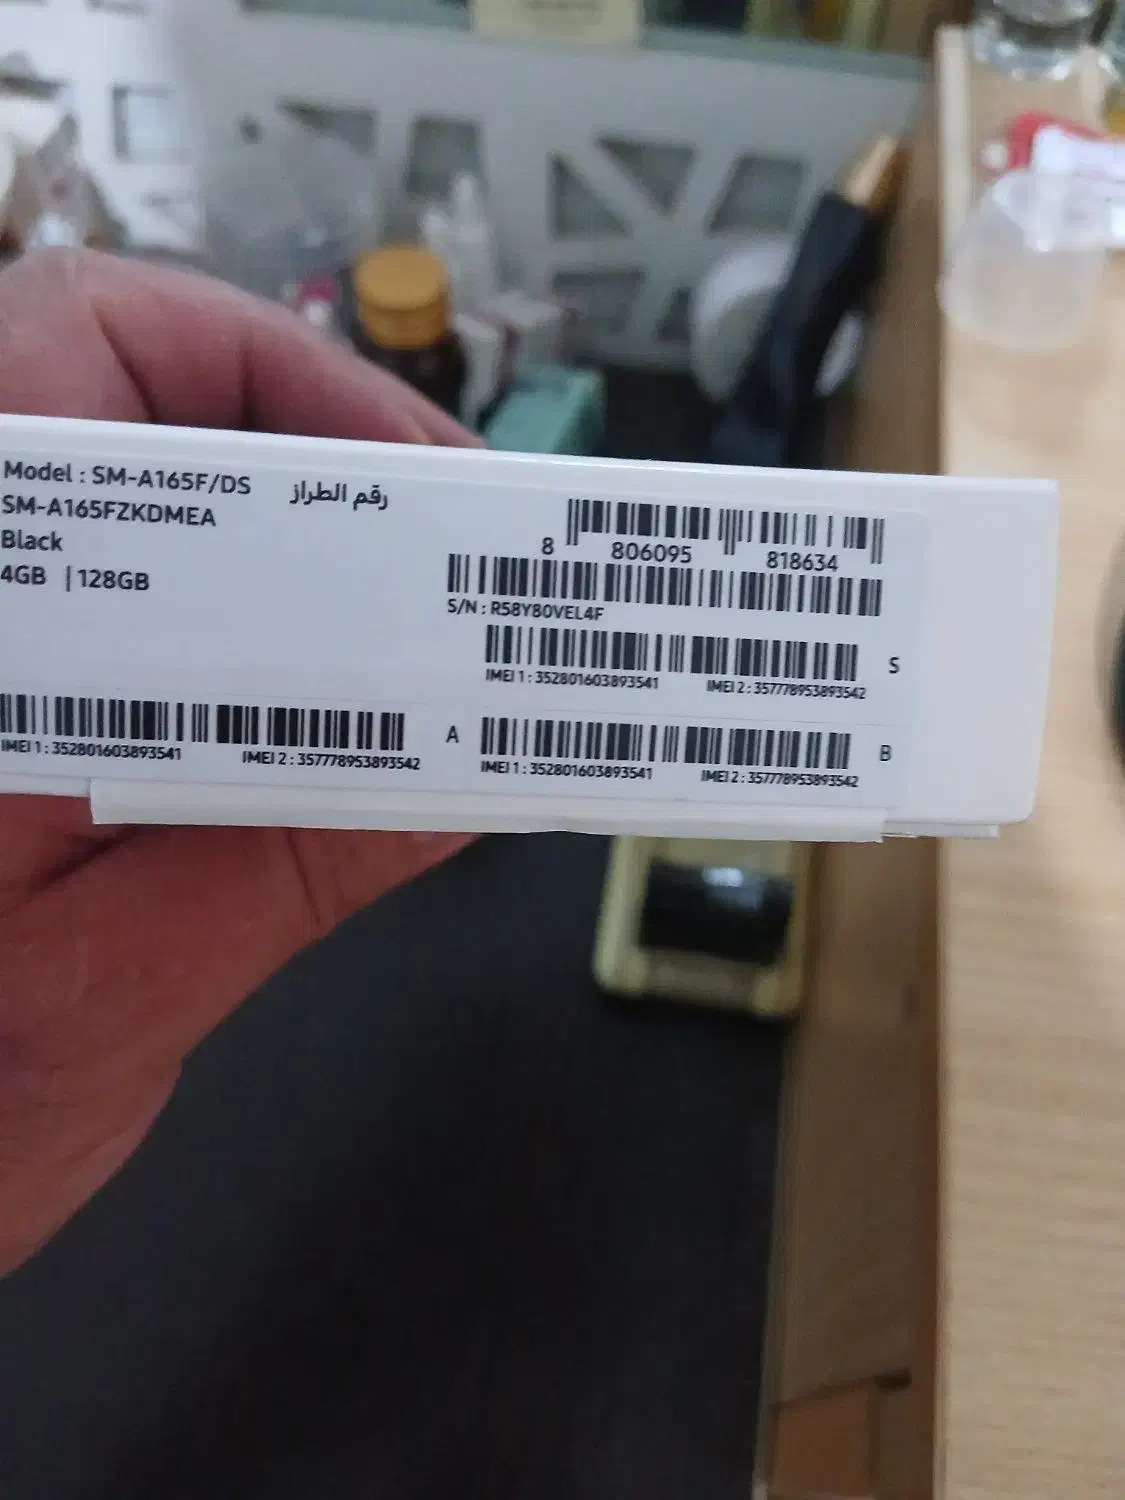 Model : SM-A165F/DS رقم الطراز
SM-A165FZKDMEA
Black
4GB | 128GB
8 806095 818634
S/N : R58Y80VEL4F
IMEI 1 : 352801603893541 IMEI 2 : 357778953893542 S
IMEI 1 : 352801603893541 IMEI 2 : 357778953893542 A
IMEI 1 : 352801603893541 IMEI 2 : 357778953893542 B